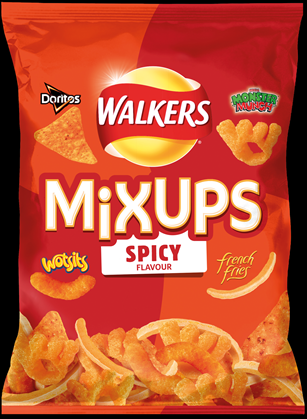 Doritos
WALKERS
MONSTER
MUNCH
MiXUPS
SPICY
FLAVOUR
Wotsits
French
Fries